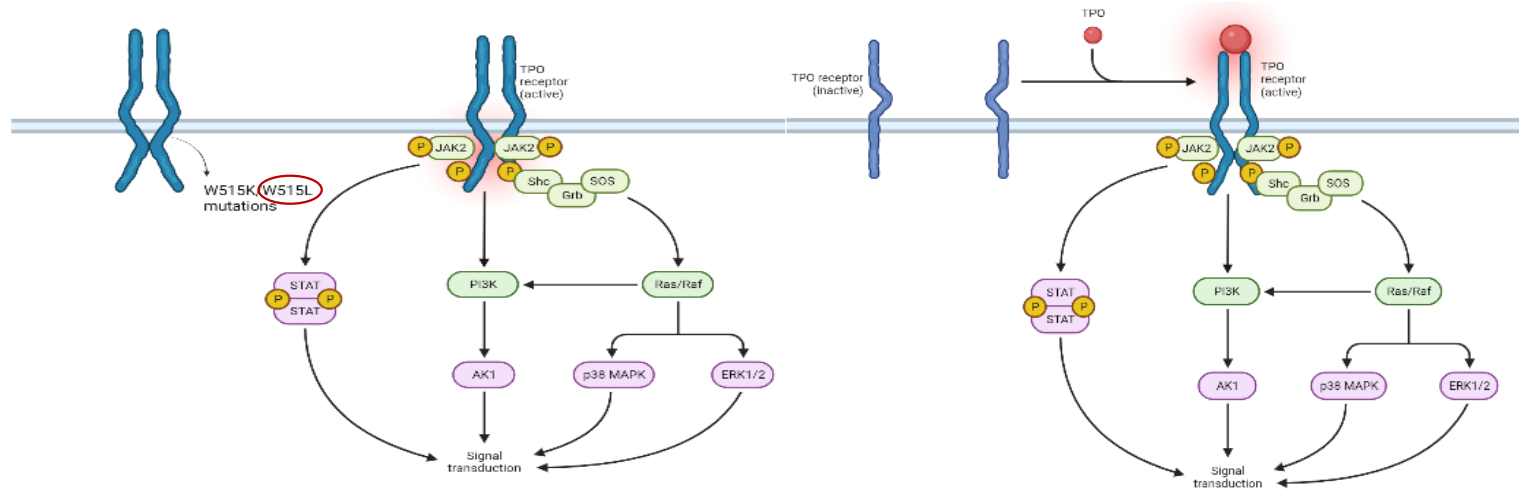 TPO
receptor
(active)
P
JAK2
JAK2
P
P
P
Shc
Grb
SOS
W515K/W515L
mutations
STAT
P
P
STAT
PI3K
Ras/Raf
AK1
p38 MAPK
ERK1/2
Signal
transduction
TPO
TPO receptor
(inactive)
TPO
receptor
(active)
P
JAK2
JAK2
P
P
P
Shc
Grb
SOS
STAT
P
P
STAT
PI3K
Ras/Raf
AK1
p38 MAPK
ERK1/2
Signal
transduction